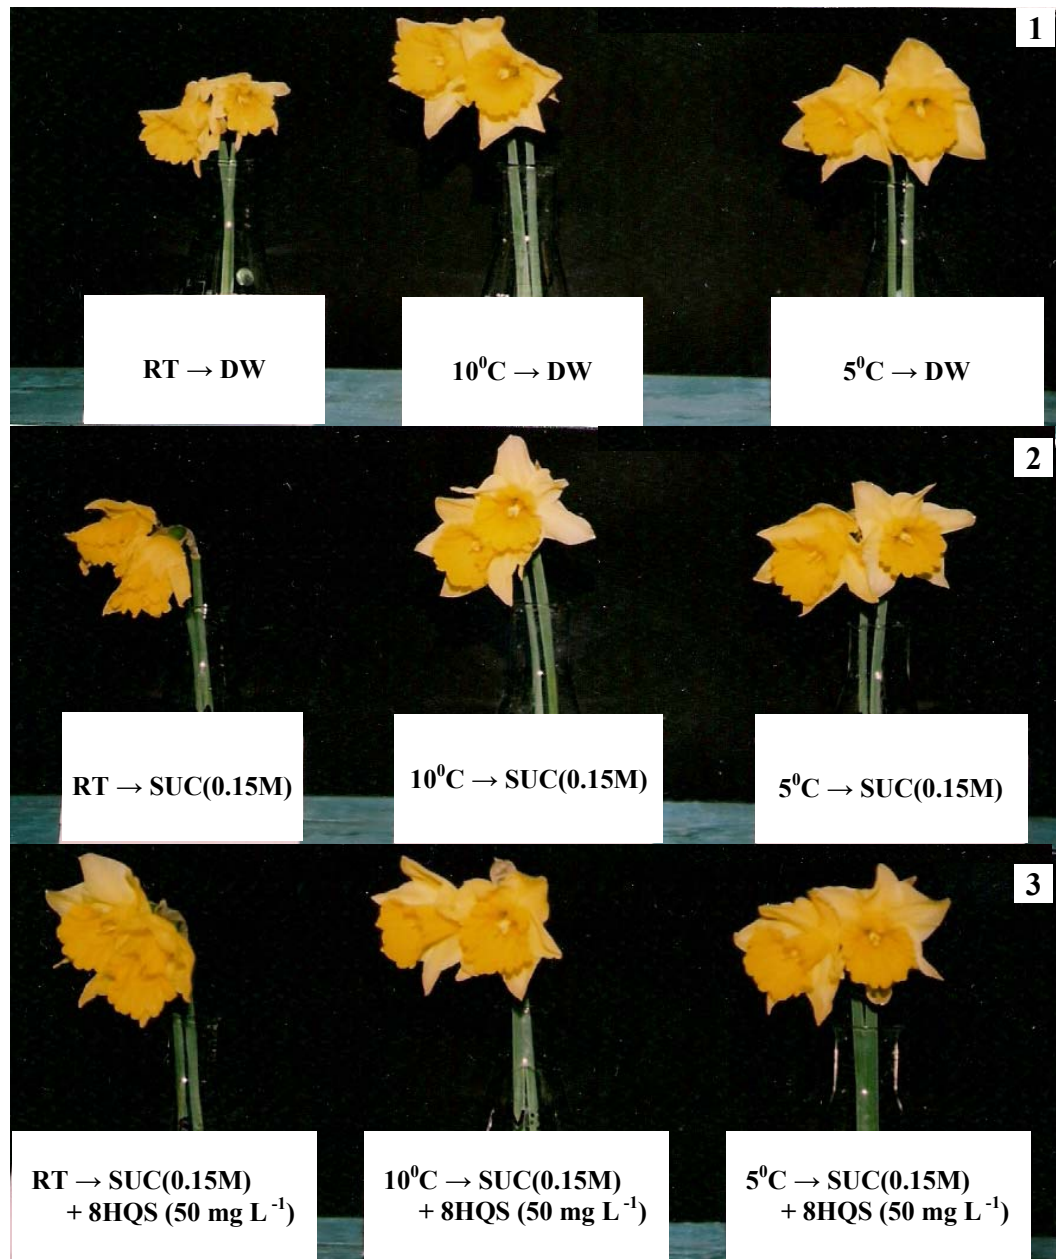 1
RT → DW
10⁰C → DW
5⁰C → DW
2
RT → SUC(0.15M)
10⁰C → SUC(0.15M)
5⁰C → SUC(0.15M)
3
RT → SUC(0.15M)
+ 8HQS (50 mg L⁻¹)
10⁰C → SUC(0.15M)
+ 8HQS (50 mg L⁻¹)
5⁰C → SUC(0.15M)
+ 8HQS (50 mg L⁻¹)